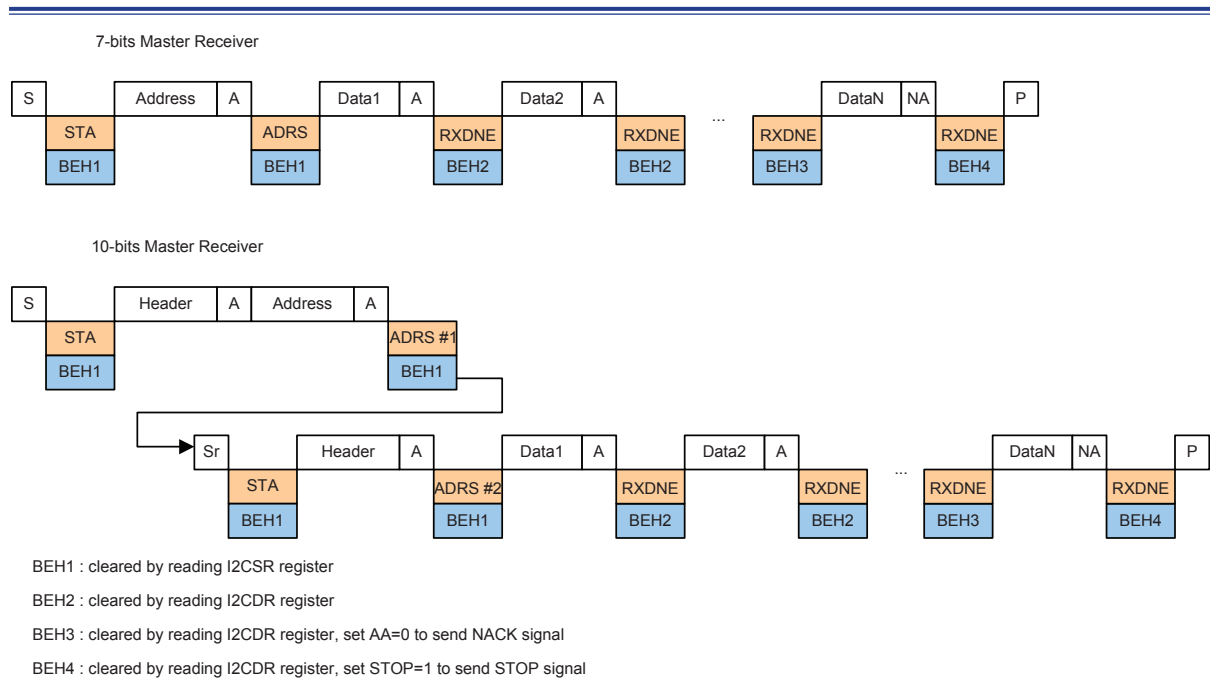 7-bits Master Receiver
S Address A Data1 A Data2 A ... DataN NA P
STA ADRS RXDNE RXDNE RXDNE RXDNE
BEH1 BEH1 BEH2 BEH2 BEH3 BEH4
10-bits Master Receiver
S Header A Address A
STA ADRS #1
BEH1 BEH1
Sr Header A Data1 A Data2 A ... DataN NA P
STA ADRS #2 RXDNE RXDNE RXDNE RXDNE
BEH1 BEH1 BEH2 BEH2 BEH3 BEH4
BEH1 : cleared by reading I2CSR register
BEH2 : cleared by reading I2CDR register
BEH3 : cleared by reading I2CDR register, set AA=0 to send NACK signal
BEH4 : cleared by reading I2CDR register, set STOP=1 to send STOP signal